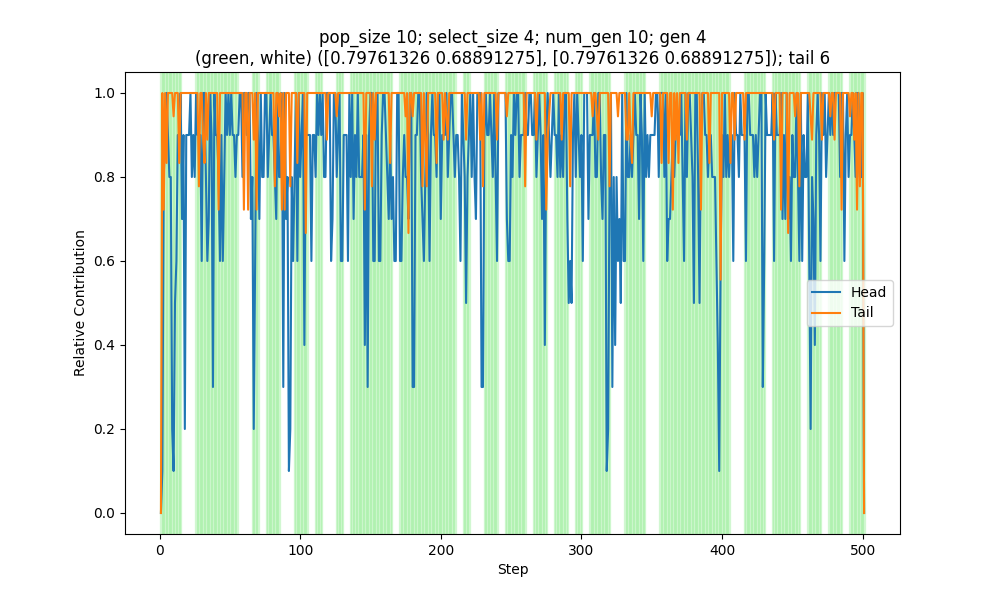 pop_size 10; select_size 4; num_gen 10; gen 4
(green, white) ([0.79761326 0.68891275], [0.79761326 0.68891275]); tail 6
1.0
0.8
0.6
0.4
0.2
0.0
Relative Contribution
Head
Tail
0
100
200
300
400
500
Step